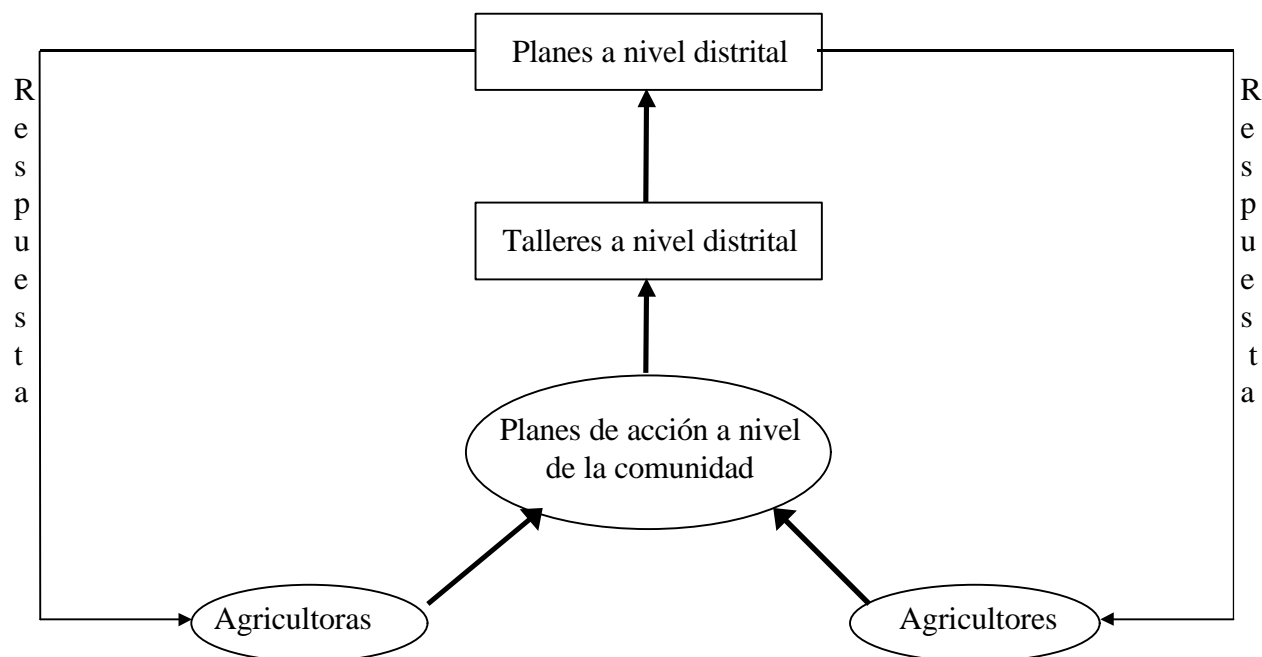 Planes a nivel distrital
Respuesta
Respuesta
Talleres a nivel distrital
Planes de acción a nivel
de la comunidad
Agricultoras
Agricultores